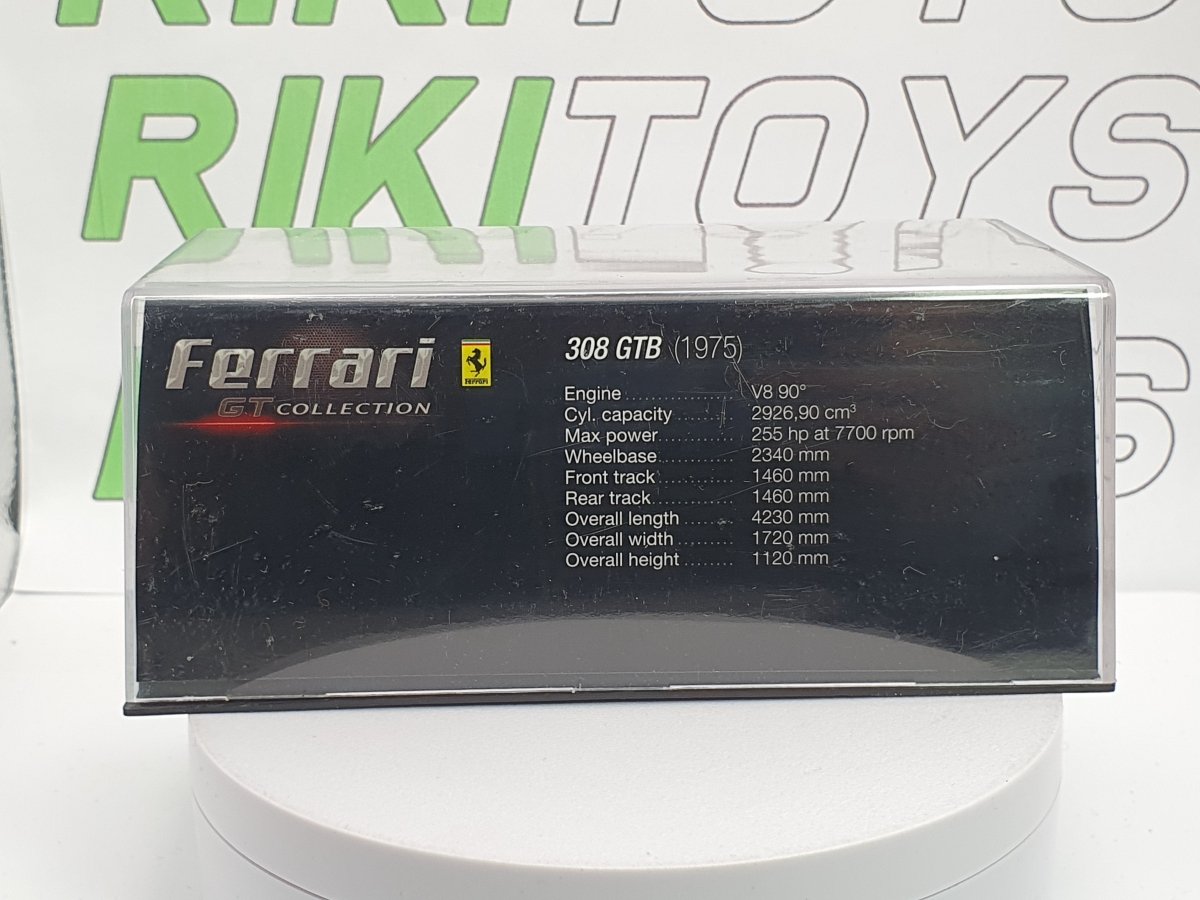 RIKITOYS
RIKITOYS
Ferrari
GT COLLECTION
Ferrari
308 GTB (1975)
Engine.................... V8 90°
Cyl. capacity .......... 2926,90 cm³
Max power............. 255 hp at 7700 rpm
Wheelbase............. 2340 mm
Front track .............. 1460 mm
Rear track............... 1460 mm
Overall length ......... 4230 mm
Overall width .......... 1720 mm
Overall height ......... 1120 mm